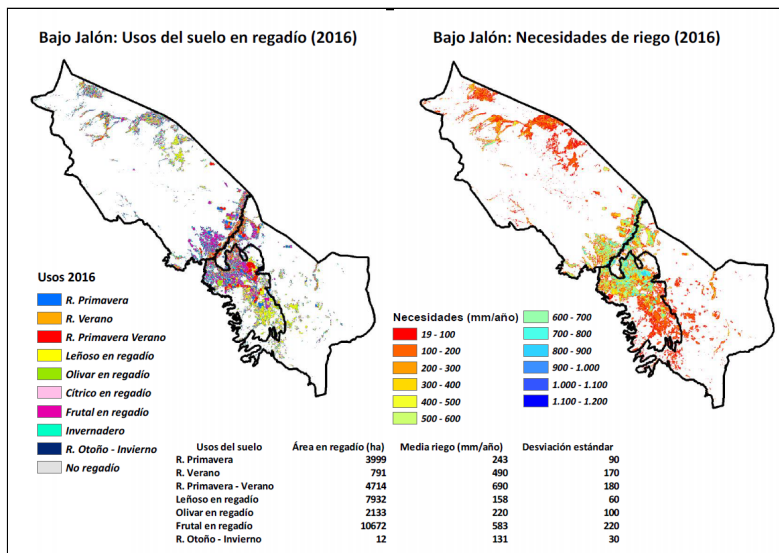 Bajo Jalón: Usos del suelo en regadío (2016)
Bajo Jalón: Necesidades de riego (2016)
Usos 2016
R. Primavera
R. Verano
R. Primavera Verano
Leñoso en regadío
Olivar en regadío
Cítrico en regadío
Frutal en regadío
Invernadero
R. Otoño - Invierno
No regadío
Necesidades (mm/año)
19 - 100
100 - 200
200 - 300
300 - 400
400 - 500
500 - 600
600 - 700
700 - 800
800 - 900
900 - 1.000
1.000 - 1.100
1.100 - 1.200
Usos del suelo Área en regadío (ha) Media riego (mm/año) Desviación estándar
R. Primavera 3999 243 90
R. Verano 791 490 170
R. Primavera - Verano 4714 690 180
Leñoso en regadío 7932 158 60
Olivar en regadío 2133 220 100
Frutal en regadío 10672 583 220
R. Otoño - Invierno 12 131 30